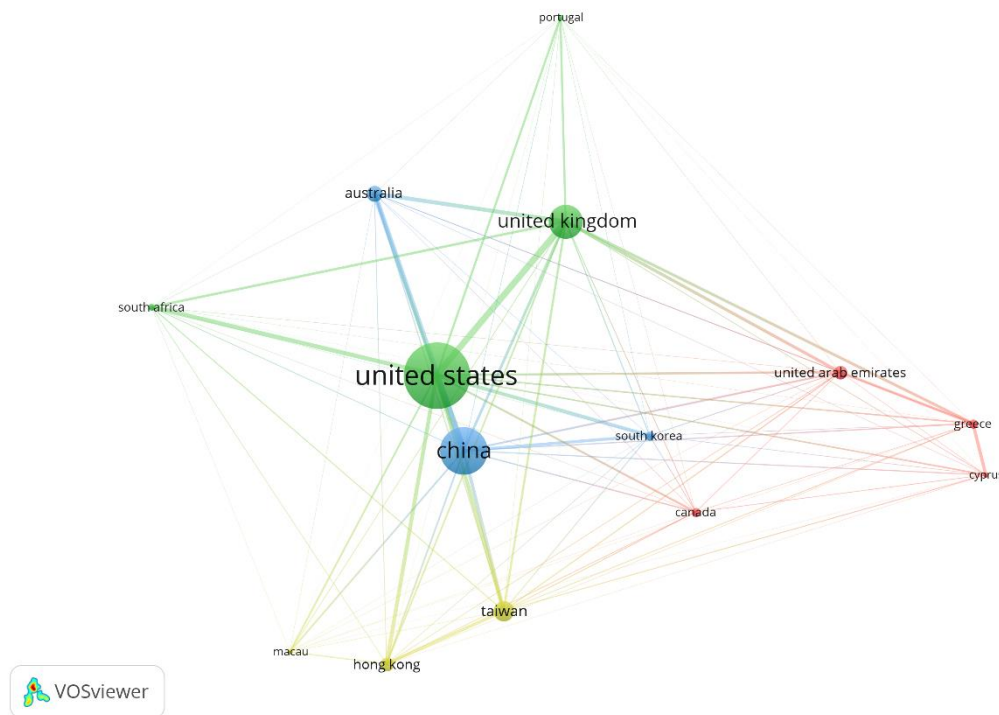 portugal
australia
united kingdom
south africa
united states
united arab emirates
greece
south korea
china
cyprus
canada
taiwan
macau
hong kong
VOSviewer